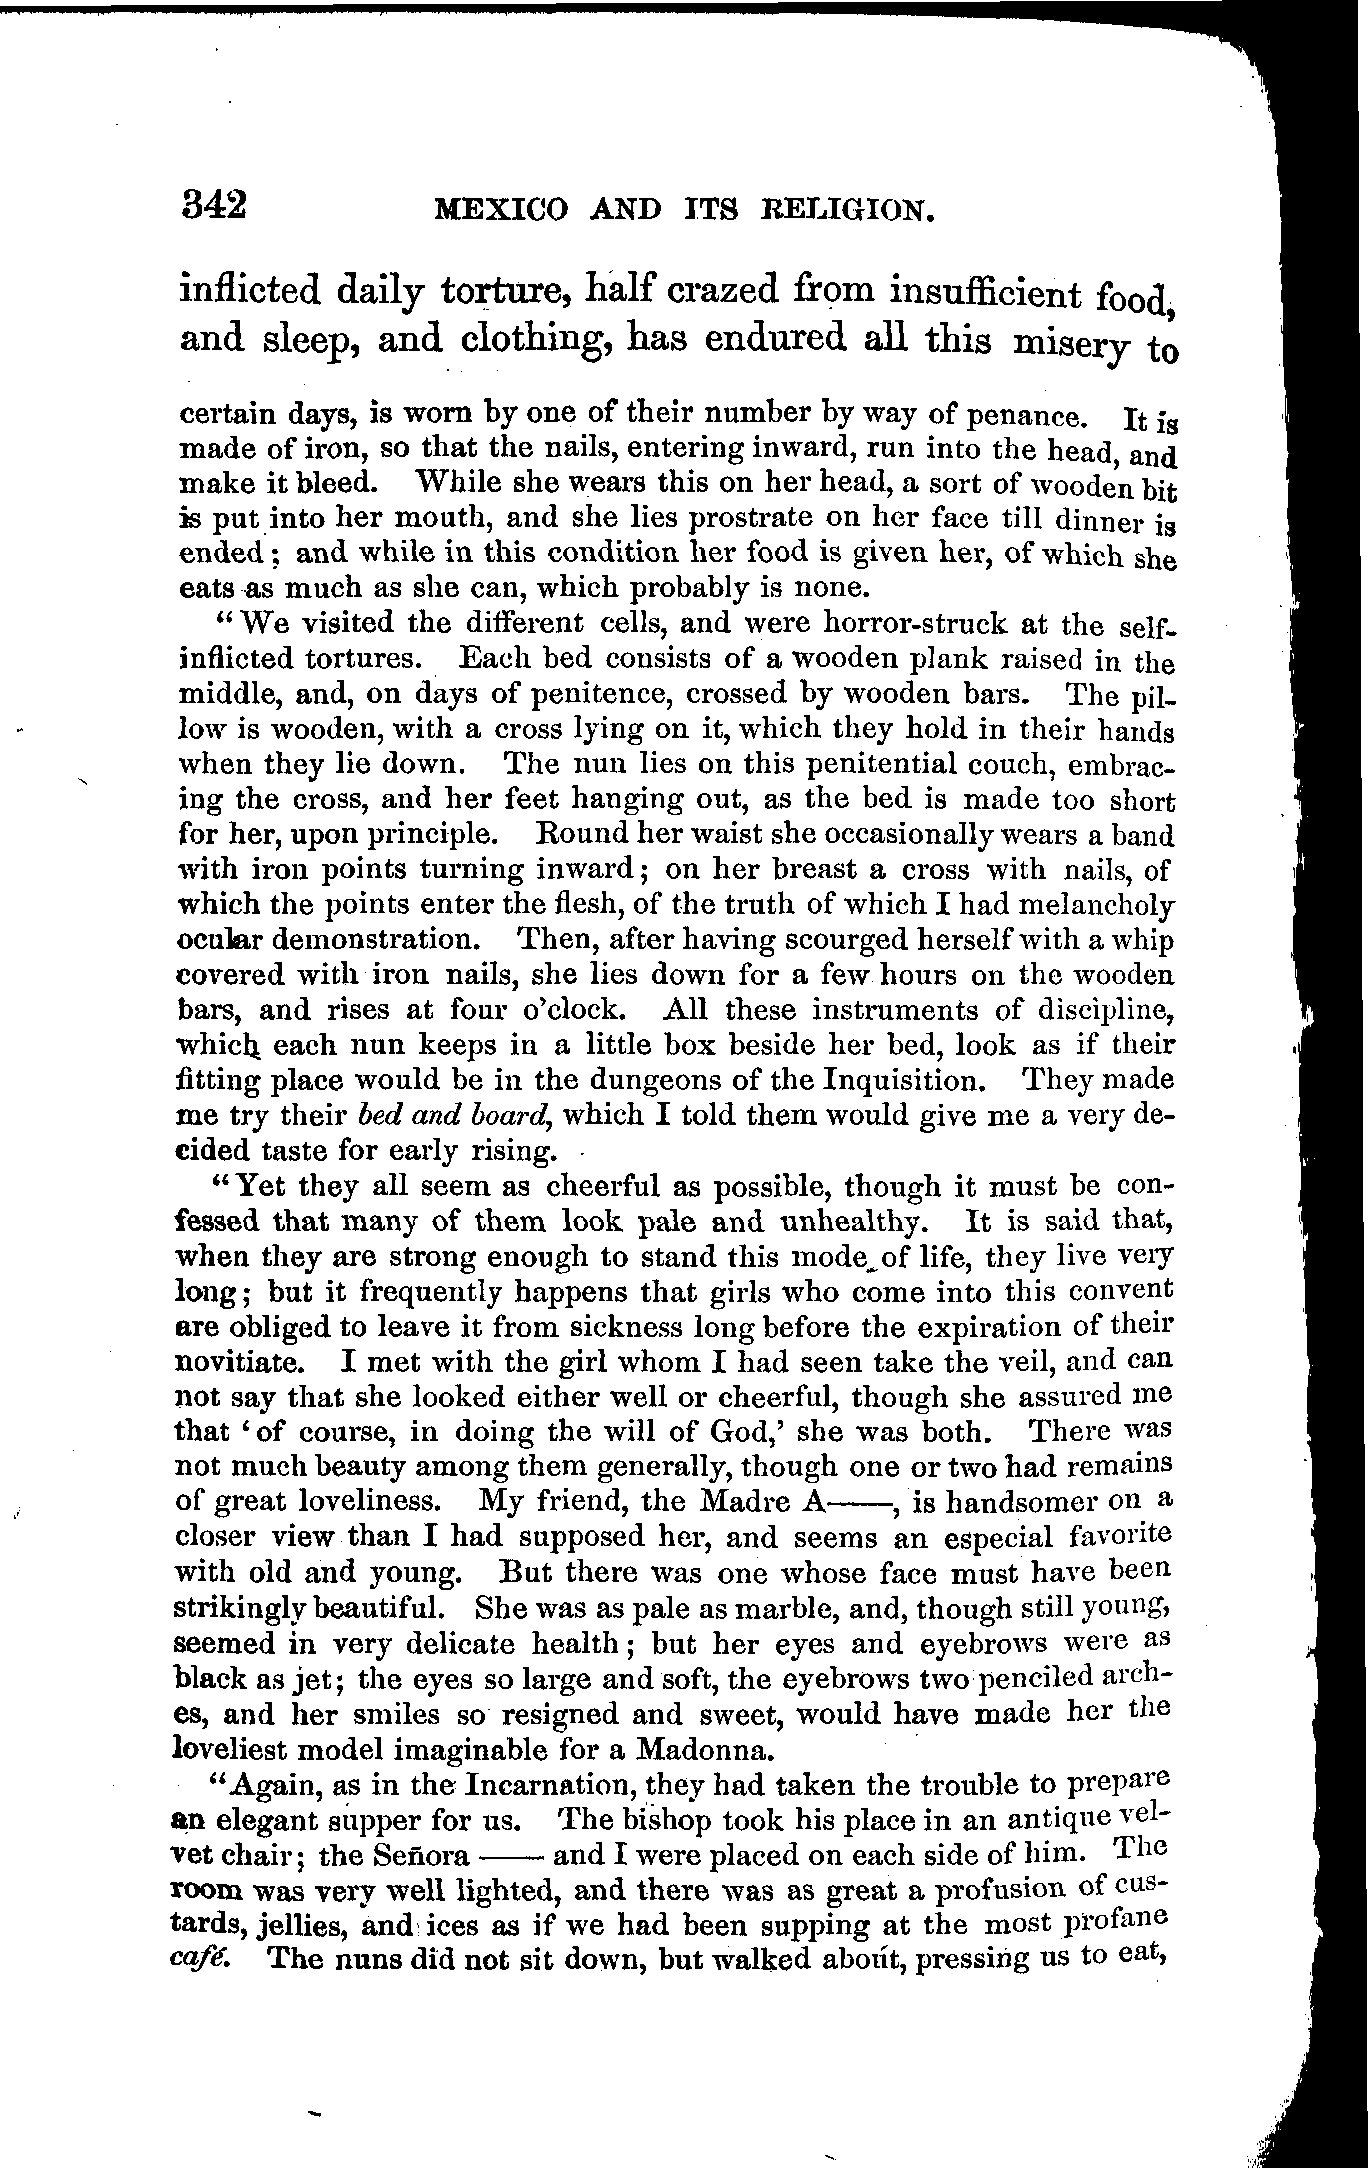 342 MEXICO AND ITS RELIGION.
inflicted daily torture, half crazed from insufficient food,
and sleep, and clothing, has endured all this misery to
certain days, is worn by one of their number by way of penance. It is
made of iron, so that the nails, entering inward, run into the head, and
make it bleed. While she wears this on her head, a sort of wooden bit
is put into her mouth, and she lies prostrate on her face till dinner is
ended; and while in this condition her food is given her, of which she
eats as much as she can, which probably is none.
"We visited the different cells, and were horror-struck at the self-
inflicted tortures. Each bed consists of a wooden plank raised in the
middle, and, on days of penitence, crossed by wooden bars. The pil-
low is wooden, with a cross lying on it, which they hold in their hands
when they lie down. The nun lies on this penitential couch, embrac-
ing the cross, and her feet hanging out, as the bed is made too short
for her, upon principle. Round her waist she occasionally wears a band
with iron points turning inward; on her breast a cross with nails, of
which the points enter the flesh, of the truth of which I had melancholy
ocular demonstration. Then, after having scourged herself with a whip
covered with iron nails, she lies down for a few hours on the wooden
bars, and rises at four o'clock. All these instruments of discipline,
which each nun keeps in a little box beside her bed, look as if their
fitting place would be in the dungeons of the Inquisition. They made
me try their bed and board, which I told them would give me a very de-
cided taste for early rising.
"Yet they all seem as cheerful as possible, though it must be con-
fessed that many of them look pale and unhealthy. It is said that,
when they are strong enough to stand this mode of life, they live very
long; but it frequently happens that girls who come into this convent
are obliged to leave it from sickness long before the expiration of their
novitiate. I met with the girl whom I had seen take the veil, and can
not say that she looked either well or cheerful, though she assured me
that 'of course, in doing the will of God,' she was both. There was
not much beauty among them generally, though one or two had remains
of great loveliness. My friend, the Madre A——, is handsomer on a
closer view than I had supposed her, and seems an especial favorite
with old and young. But there was one whose face must have been
strikingly beautiful. She was as pale as marble, and, though still young,
seemed in very delicate health; but her eyes and eyebrows were as
black as jet; the eyes so large and soft, the eyebrows two penciled arch-
es, and her smiles so resigned and sweet, would have made her the
loveliest model imaginable for a Madonna.
"Again, as in the Incarnation, they had taken the trouble to prepare
an elegant supper for us. The bishop took his place in an antique vel-
vet chair; the Señora —— and I were placed on each side of him. The
room was very well lighted, and there was as great a profusion of cus-
tards, jellies, and ices as if we had been supping at the most profane
café. The nuns did not sit down, but walked about, pressing us to eat,